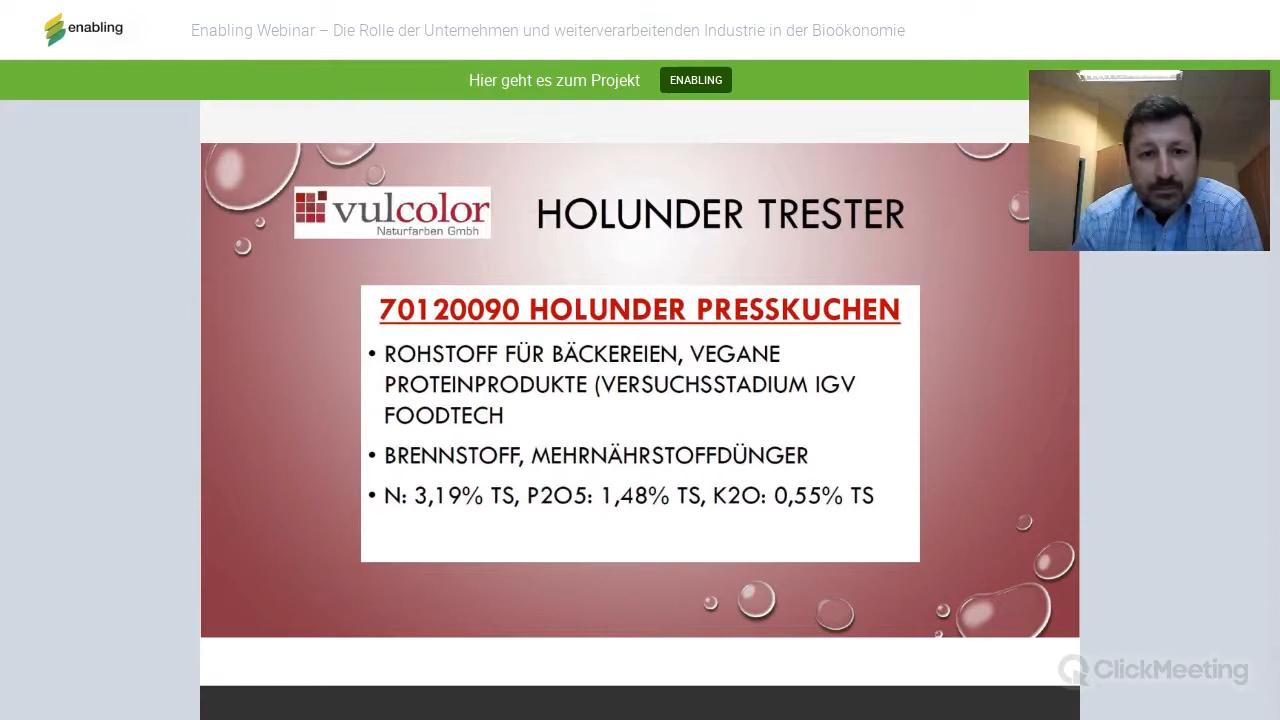 enabling
Enabling Webinar – Die Rolle der Unternehmen und weiterverarbeitenden Industrie in der Bioökonomie
Hier geht es zum Projekt
ENABLING
vulcolor
Naturfarben Gmbh
HOLUNDER TRESTER
70120090 HOLUNDER PRESSKUCHEN
• ROHSTOFF FÜR BÄCKEREIEN, VEGANE
PROTEINPRODUKTE (VERSUCHSSTADIUM IGV
FOODTECH
• BRENNSTOFF, MEHRNÄHRSTOFFDÜNGER
• N: 3,19% TS, P2O5: 1,48% TS, K2O: 0,55% TS
ClickMeeting